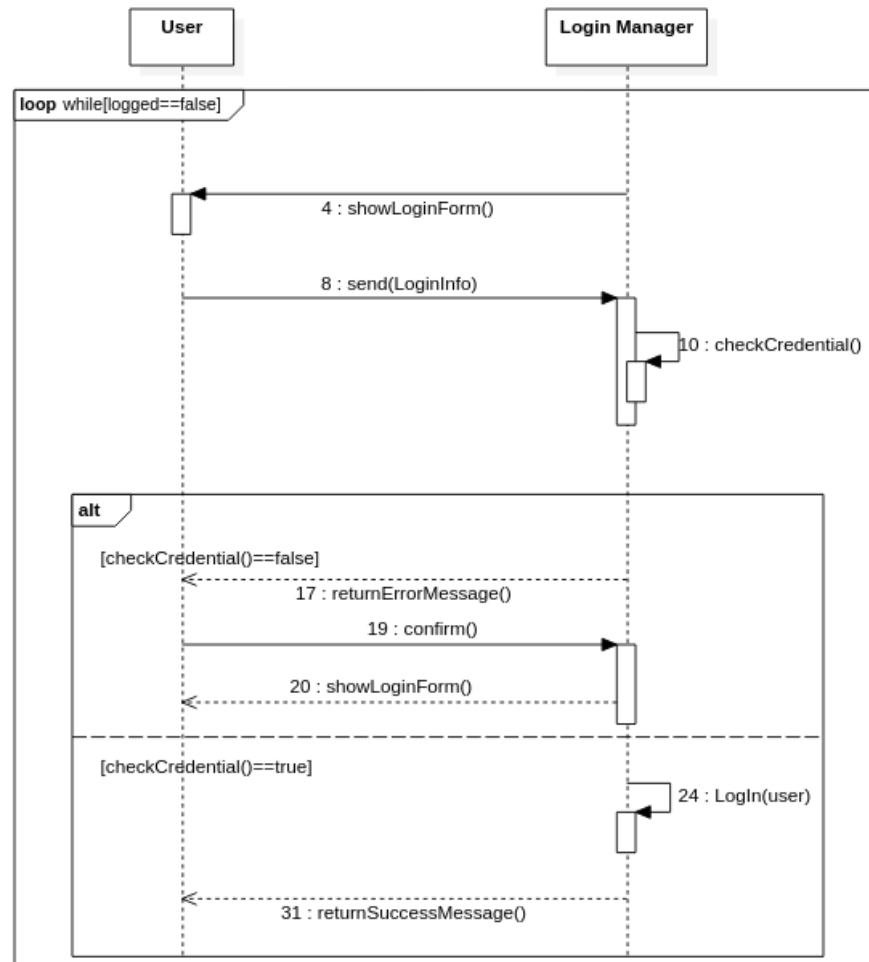 User
Login Manager
loop while[logged==false]
4 : showLoginForm()
8 : send(LoginInfo)
10 : checkCredential()
alt
[checkCredential()==false]
17 : returnErrorMessage()
19 : confirm()
20 : showLoginForm()
[checkCredential()==true]
24 : LogIn(user)
31 : returnSuccessMessage()